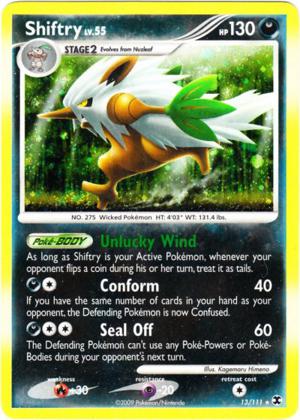 Shiftry LV.55
HP 130
STAGE 2 Evolves from Nuzleaf
NO. 275 Wicked Pokémon HT: 4'03" WT: 131.4 lbs.
Poké-BODY Unlucky Wind
As long as Shiftry is your Active Pokémon, whenever your
opponent flips a coin during his or her turn, treat it as tails.
Conform 40
If you have the same number of cards in your hand as your
opponent, the Defending Pokémon is now Confused.
Seal Off 60
The Defending Pokémon can't use any Poké-Powers or Poké-
Bodies during your opponent's next turn.
Illus. Kagemaru Himeno
weakness resistance retreat cost
+30 -20
©2009 Pokémon/Nintendo 13/111 ★